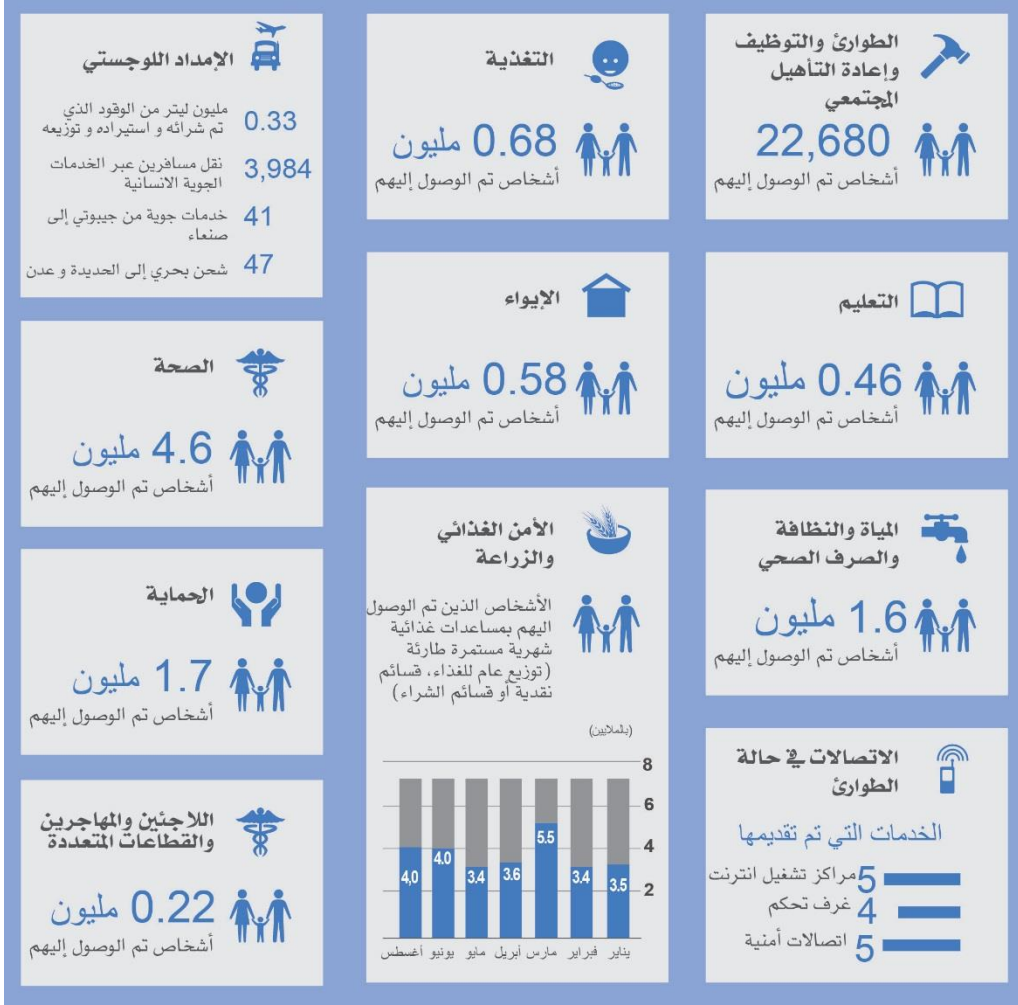 الطوارئ والتوظيف
وإعادة التأهيل
المجتمعي
22,680
أشخاص تم الوصول إليهم
التغذية
0.68 مليون
أشخاص تم الوصول إليهم
الإمداد اللوجستي
0.33 مليون ليتر من الوقود الذي
تم شرائه و استيراده و توزيعه
3,984 نقل مسافرين عبر الخدمات
الجوية الانسانية
41 خدمات جوية من جيبوتي إلى
صنعاء
47 شحن بحري إلى الحديدة و عدن
التعليم
0.46 مليون
أشخاص تم الوصول إليهم
الإيواء
0.58 مليون
أشخاص تم الوصول إليهم
الصحة
4.6 مليون
أشخاص تم الوصول إليهم
المياة والنظافة
والصرف الصحي
1.6 مليون
أشخاص تم الوصول إليهم
الأمن الغذائي
والزراعة
الأشخاص الذين تم الوصول
اليهم بمساعدات غذائية
شهرية مستمرة طارئة
(توزيع عام للغذاء، قسائم
نقدية أو قسائم الشراء)
(بالملايين)
8
6
4
2
3.5
3.4
5.5
3.6
3.4
4.0
4,0
يناير فبراير مارس أبريل مايو يونيو أغسطس
الحماية
1.7 مليون
أشخاص تم الوصول إليهم
الاتصالات في حالة
الطوارئ
الخدمات التي تم تقديمها
5 مراكز تشغيل انترنت
4 غرف تحكم
5 اتصالات أمنية
اللاجئين والمهاجرين
والقطاعات المتعددة
0.22 مليون
أشخاص تم الوصول إليهم